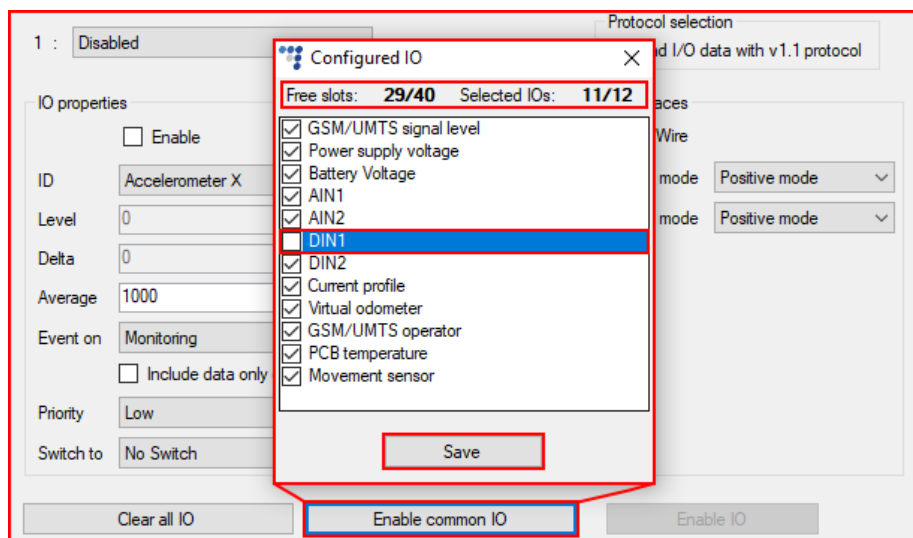 Protocol selection
1 : Disabled
Configured IO
d I/O data with v1.1 protocol
Free slots: 29/40 Selected IOs: 11/12
IO properties
aces
GSM/UMTS signal level
Enable
Wire
Power supply voltage
Battery Voltage
ID Accelerometer X
mode Positive mode
AIN1
Level 0
AIN2
mode Positive mode
DIN1
Delta 0
DIN2
Current profile
Average 1000
Virtual odometer
GSM/UMTS operator
Event on Monitoring
PCB temperature
Include data only
Movement sensor
Priority Low
Switch to No Switch
Save
Clear all IO Enable common IO Enable IO